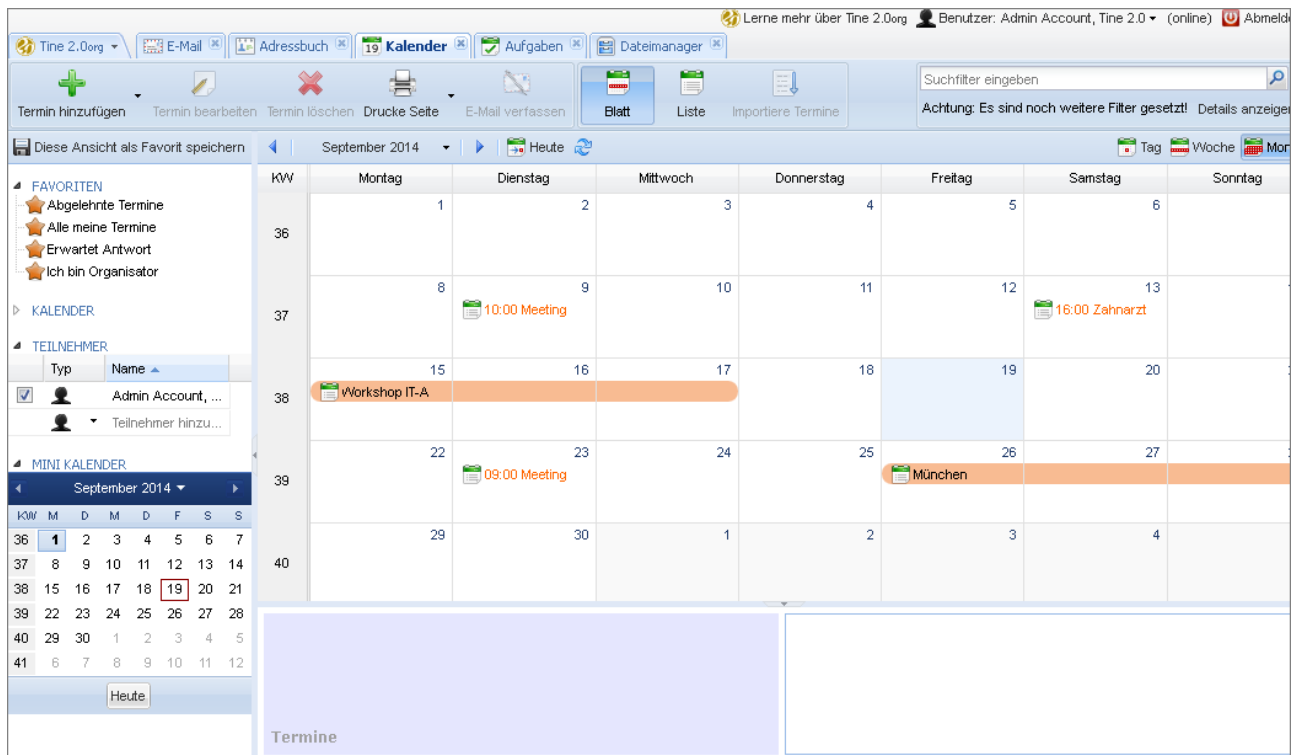 Lerne mehr über Tine 2.0org Benutzer: Admin Account, Tine 2.0 (online) Abmeld
Tine 2.0org E-Mail Adressbuch 19 Kalender Aufgaben Dateimanager
Termin hinzufügen Termin bearbeiten Termin löschen Drucke Seite E-Mail verfassen Blatt Liste Importiere Termine
Suchfilter eingeben
Achtung: Es sind noch weitere Filter gesetzt! Details anzeige
Diese Ansicht als Favorit speichern
September 2014 Heute Tag Woche Mor
FAVORITEN
Abgelehnte Termine
Alle meine Termine
Erwartet Antwort
Ich bin Organisator
KALENDER
TEILNEHMER
Typ Name
Admin Account, ...
Teilnehmer hinzu...
MINI KALENDER
September 2014
KW M D M D F S S
36 1 2 3 4 5 6 7
37 8 9 10 11 12 13 14
38 15 16 17 18 19 20 21
39 22 23 24 25 26 27 28
40 29 30 1 2 3 4 5
41 6 7 8 9 10 11 12
Heute
KW Montag Dienstag Mittwoch Donnerstag Freitag Samstag Sonntag
1 2 3 4 5 6
36
8 9 10 11 12 13
10:00 Meeting 16:00 Zahnarzt
37
15 16 17 18 19 20
Workshop IT-A
38
22 23 24 25 26 27
09:00 Meeting München
39
29 30 1 2 3 4
40
Termine